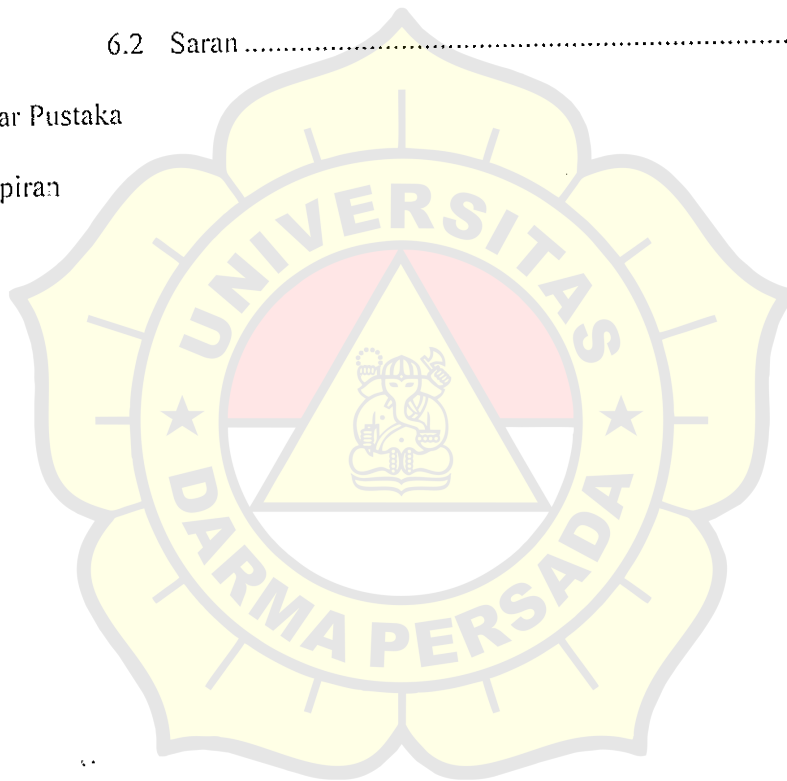 6.2 Saran ........................................................................
ar Pustaka
piran
UNIVERSITAS
DARMA PERSADA